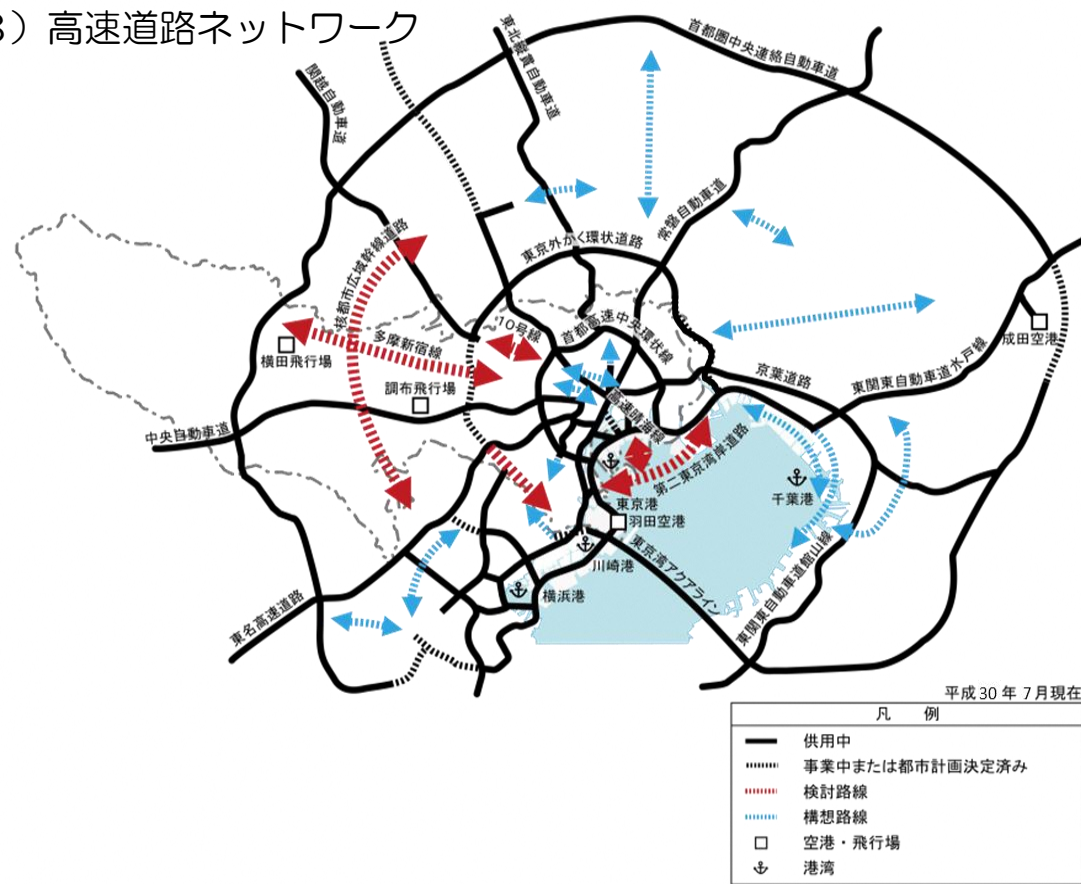 3）高速道路ネットワーク
首都圏中央連絡自動車道
東北縦貫自動車道
関越自動車道
常磐自動車道
東京外かく環状道路
核都市広域幹線道路
10号線
首都高速中央環状線
多摩新宿線
横田飛行場
成田空港
調布飛行場
京葉道路
東関東自動車道水戸線
高速晴海線
中央自動車道
第二東京湾岸道路
千葉港
東京港
羽田空港
東京湾アクアライン
川崎港
横浜港
東関東自動車道館山線
東名高速道路
平成30年7月現在
凡 例
供用中
事業中または都市計画決定済み
検討路線
構想路線
空港・飛行場
港湾